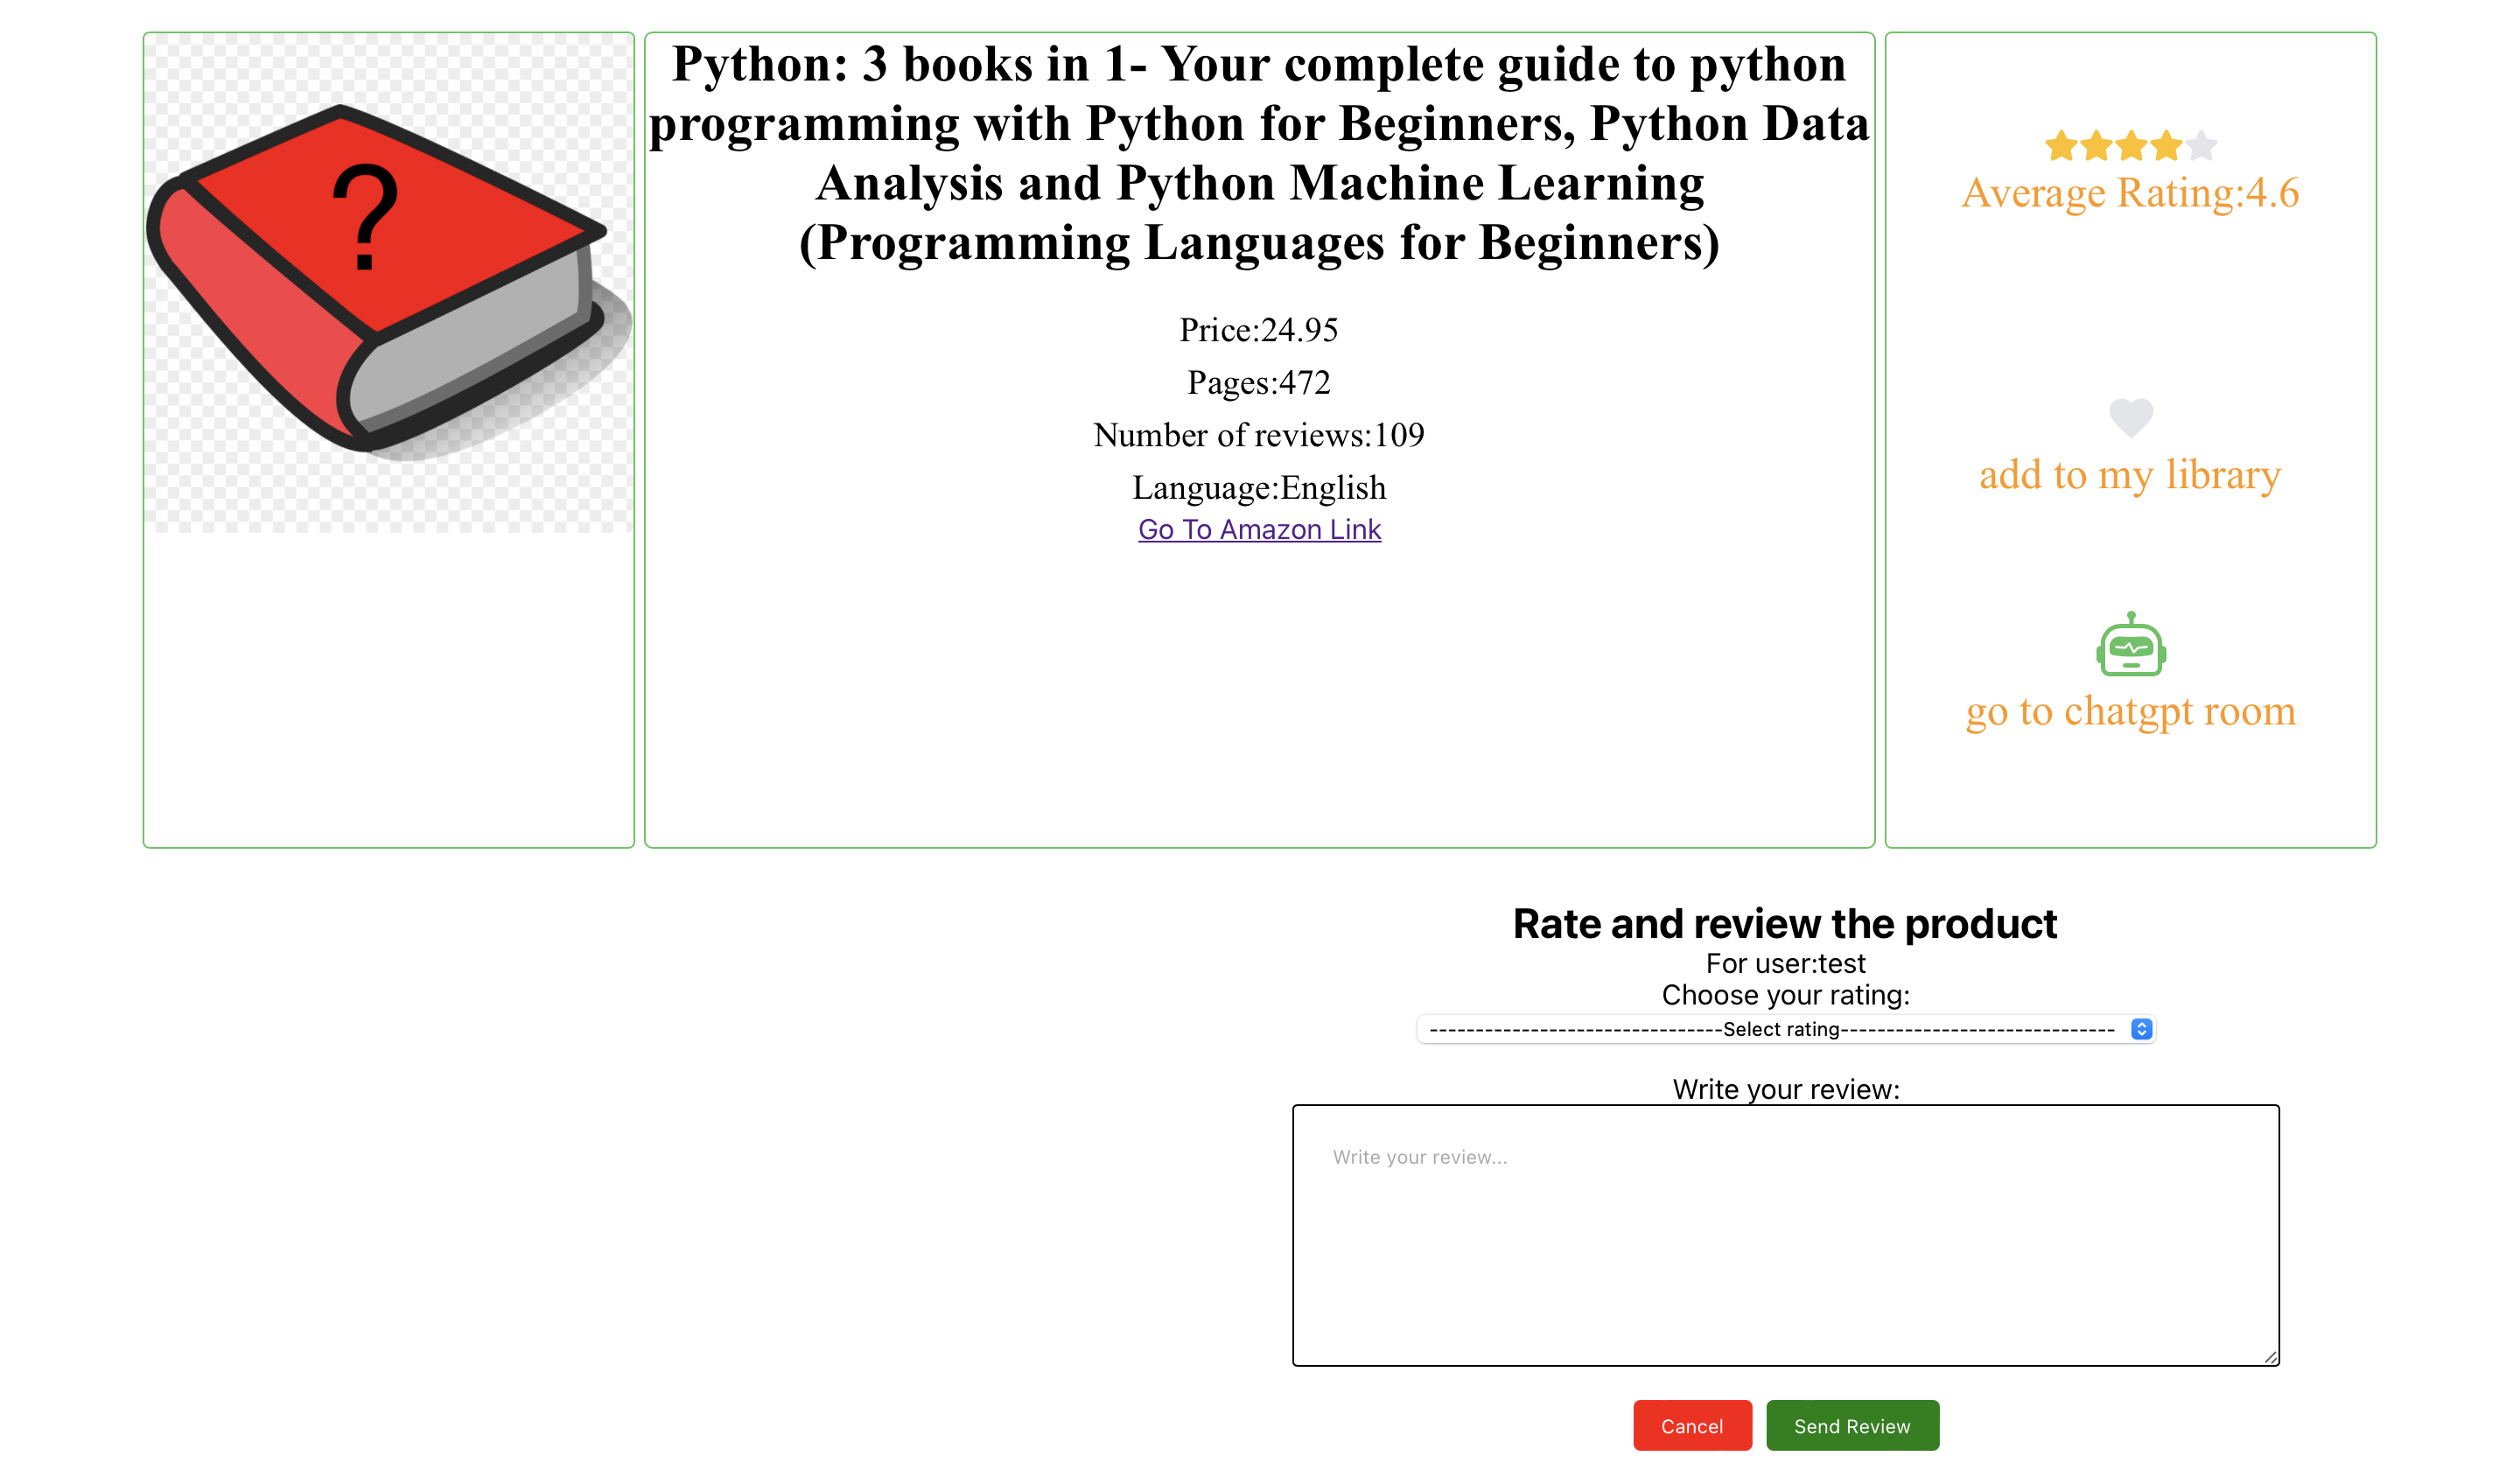 ?
Python: 3 books in 1- Your complete guide to python
programming with Python for Beginners, Python Data
Analysis and Python Machine Learning
(Programming Languages for Beginners)
Price:24.95
Pages:472
Number of reviews:109
Language:English
Go To Amazon Link
Average Rating:4.6
add to my library
go to chatgpt room
Rate and review the product
For user:test
Choose your rating:
--------------------------------Select rating------------------------------
Write your review:
Write your review...
Cancel
Send Review